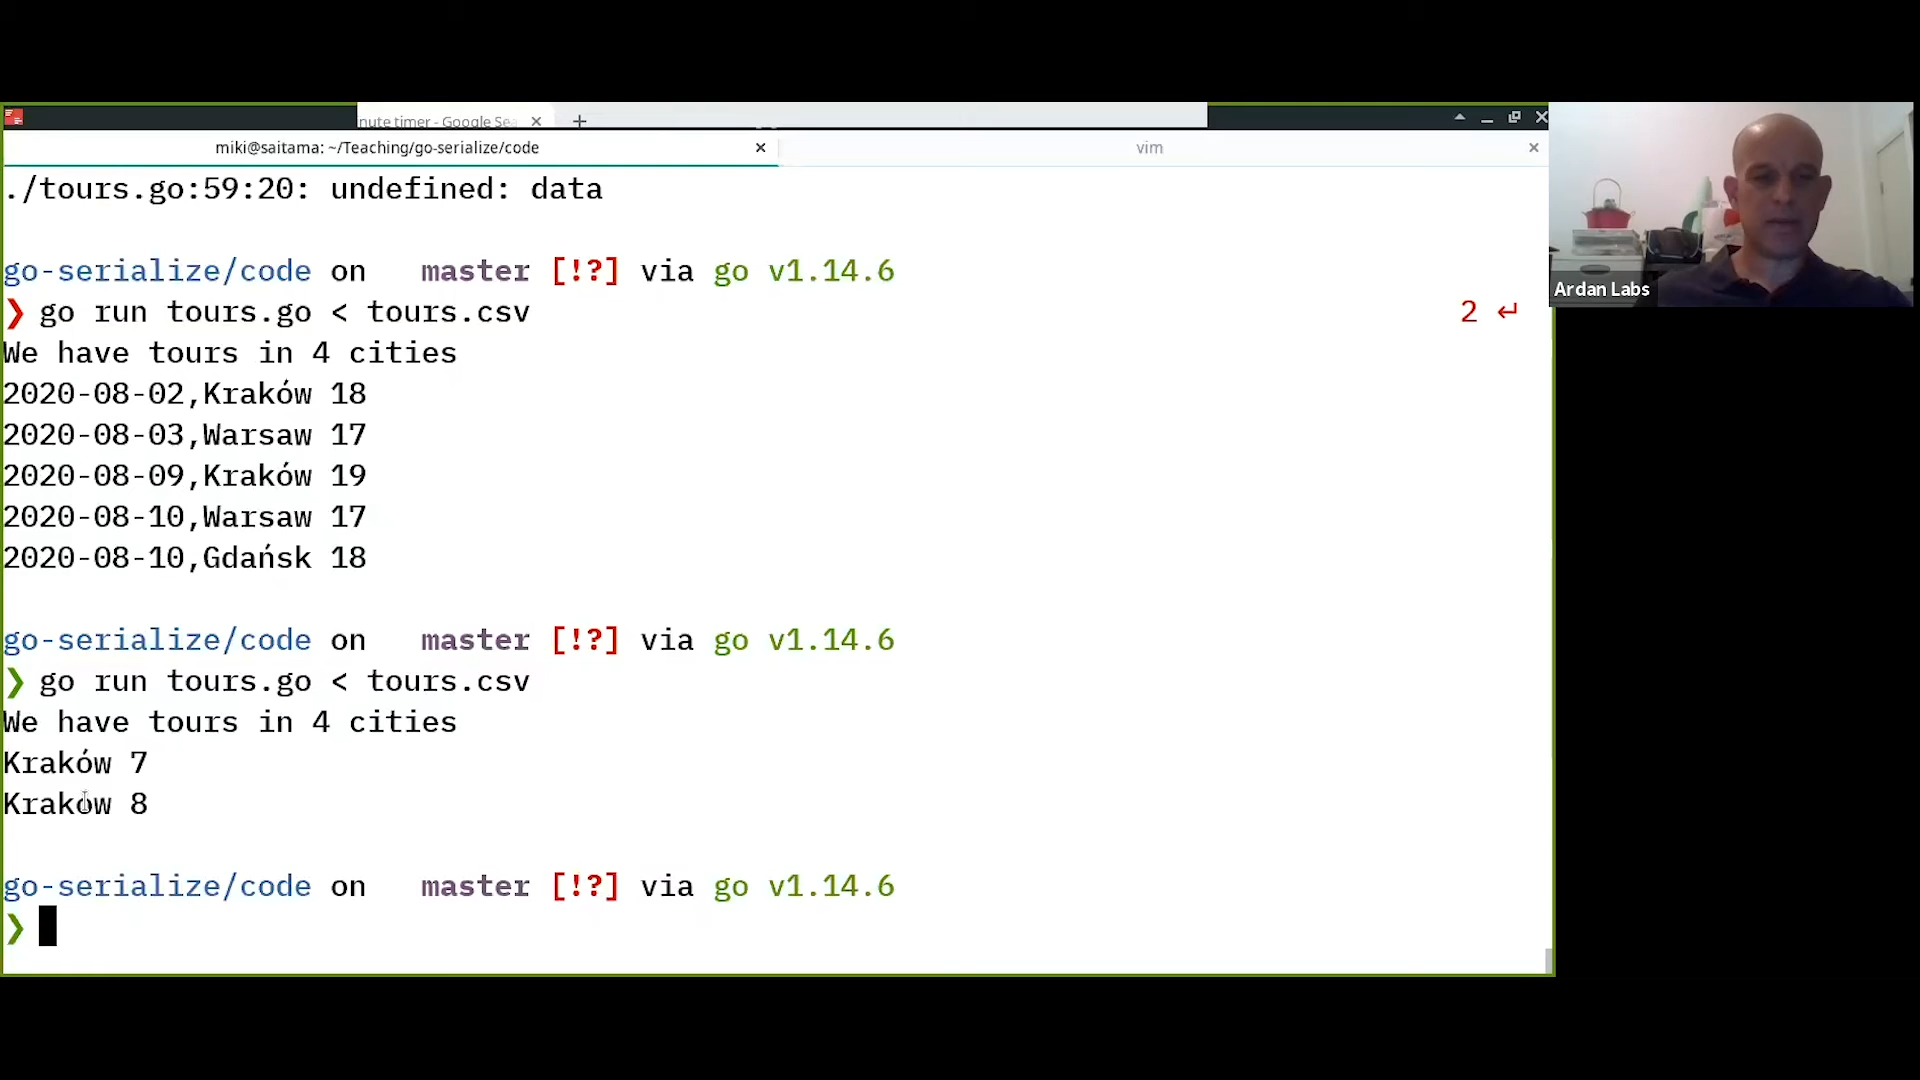 nute timer - Google Sea
miki@saitama: ~/Teaching/go-serialize/code
vim
./tours.go:59:20: undefined: data
go-serialize/code on master [!?] via go v1.14.6
❯ go run tours.go < tours.csv 2 ↵
We have tours in 4 cities
2020-08-02,Kraków 18
2020-08-03,Warsaw 17
2020-08-09,Kraków 19
2020-08-10,Warsaw 17
2020-08-10,Gdańsk 18
go-serialize/code on master [!?] via go v1.14.6
❯ go run tours.go < tours.csv
We have tours in 4 cities
Kraków 7
Kraków 8
go-serialize/code on master [!?] via go v1.14.6
❯
Ardan Labs